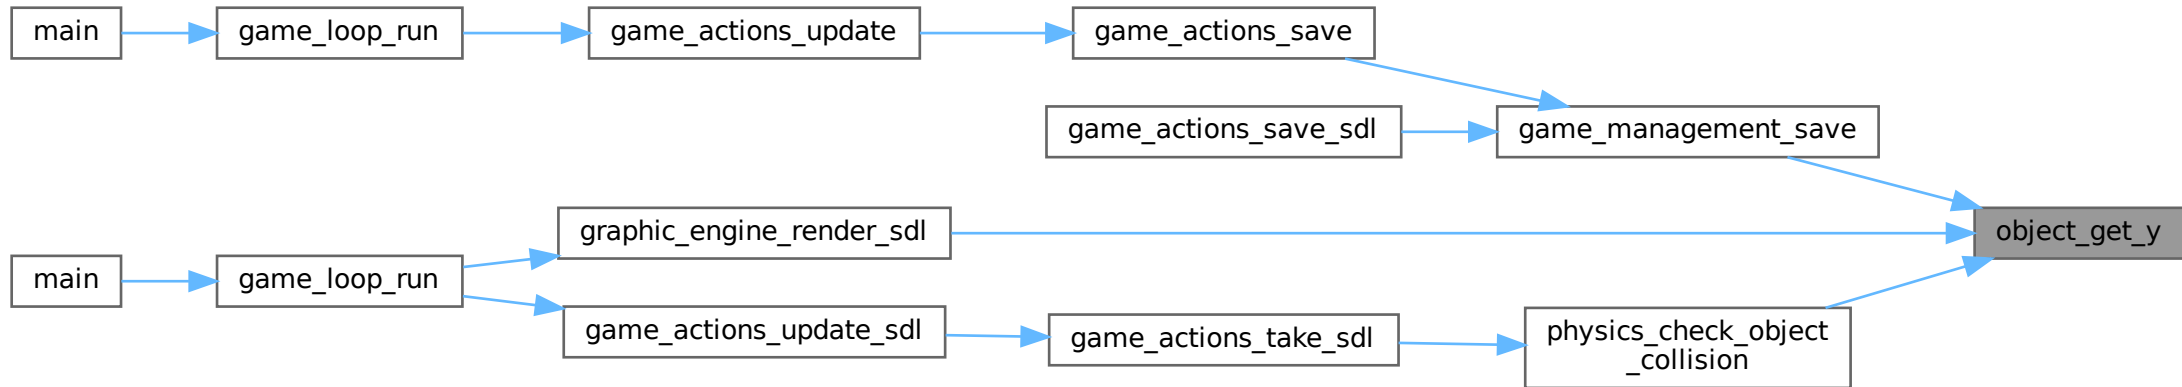 main
game_loop_run
game_actions_update
game_actions_save
game_actions_save_sdl
game_management_save
graphic_engine_render_sdl
object_get_y
main
game_loop_run
game_actions_update_sdl
game_actions_take_sdl
physics_check_object
_collision